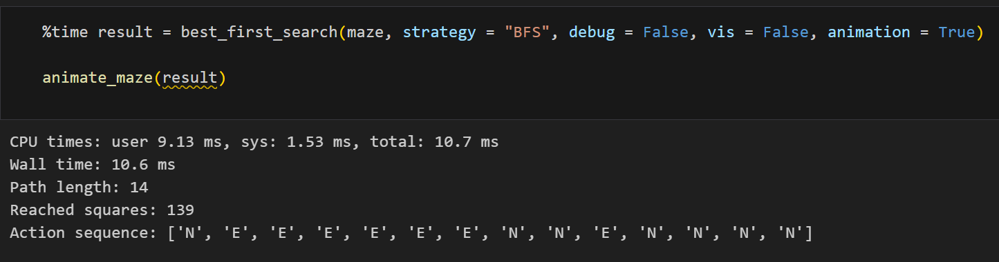 %time result = best_first_search(maze, strategy = "BFS", debug = False, vis = False, animation = True)
animate_maze(result)
CPU times: user 9.13 ms, sys: 1.53 ms, total: 10.7 ms
Wall time: 10.6 ms
Path length: 14
Reached squares: 139
Action sequence: ['N', 'E', 'E', 'E', 'E', 'E', 'E', 'N', 'N', 'E', 'N', 'N', 'N', 'N']